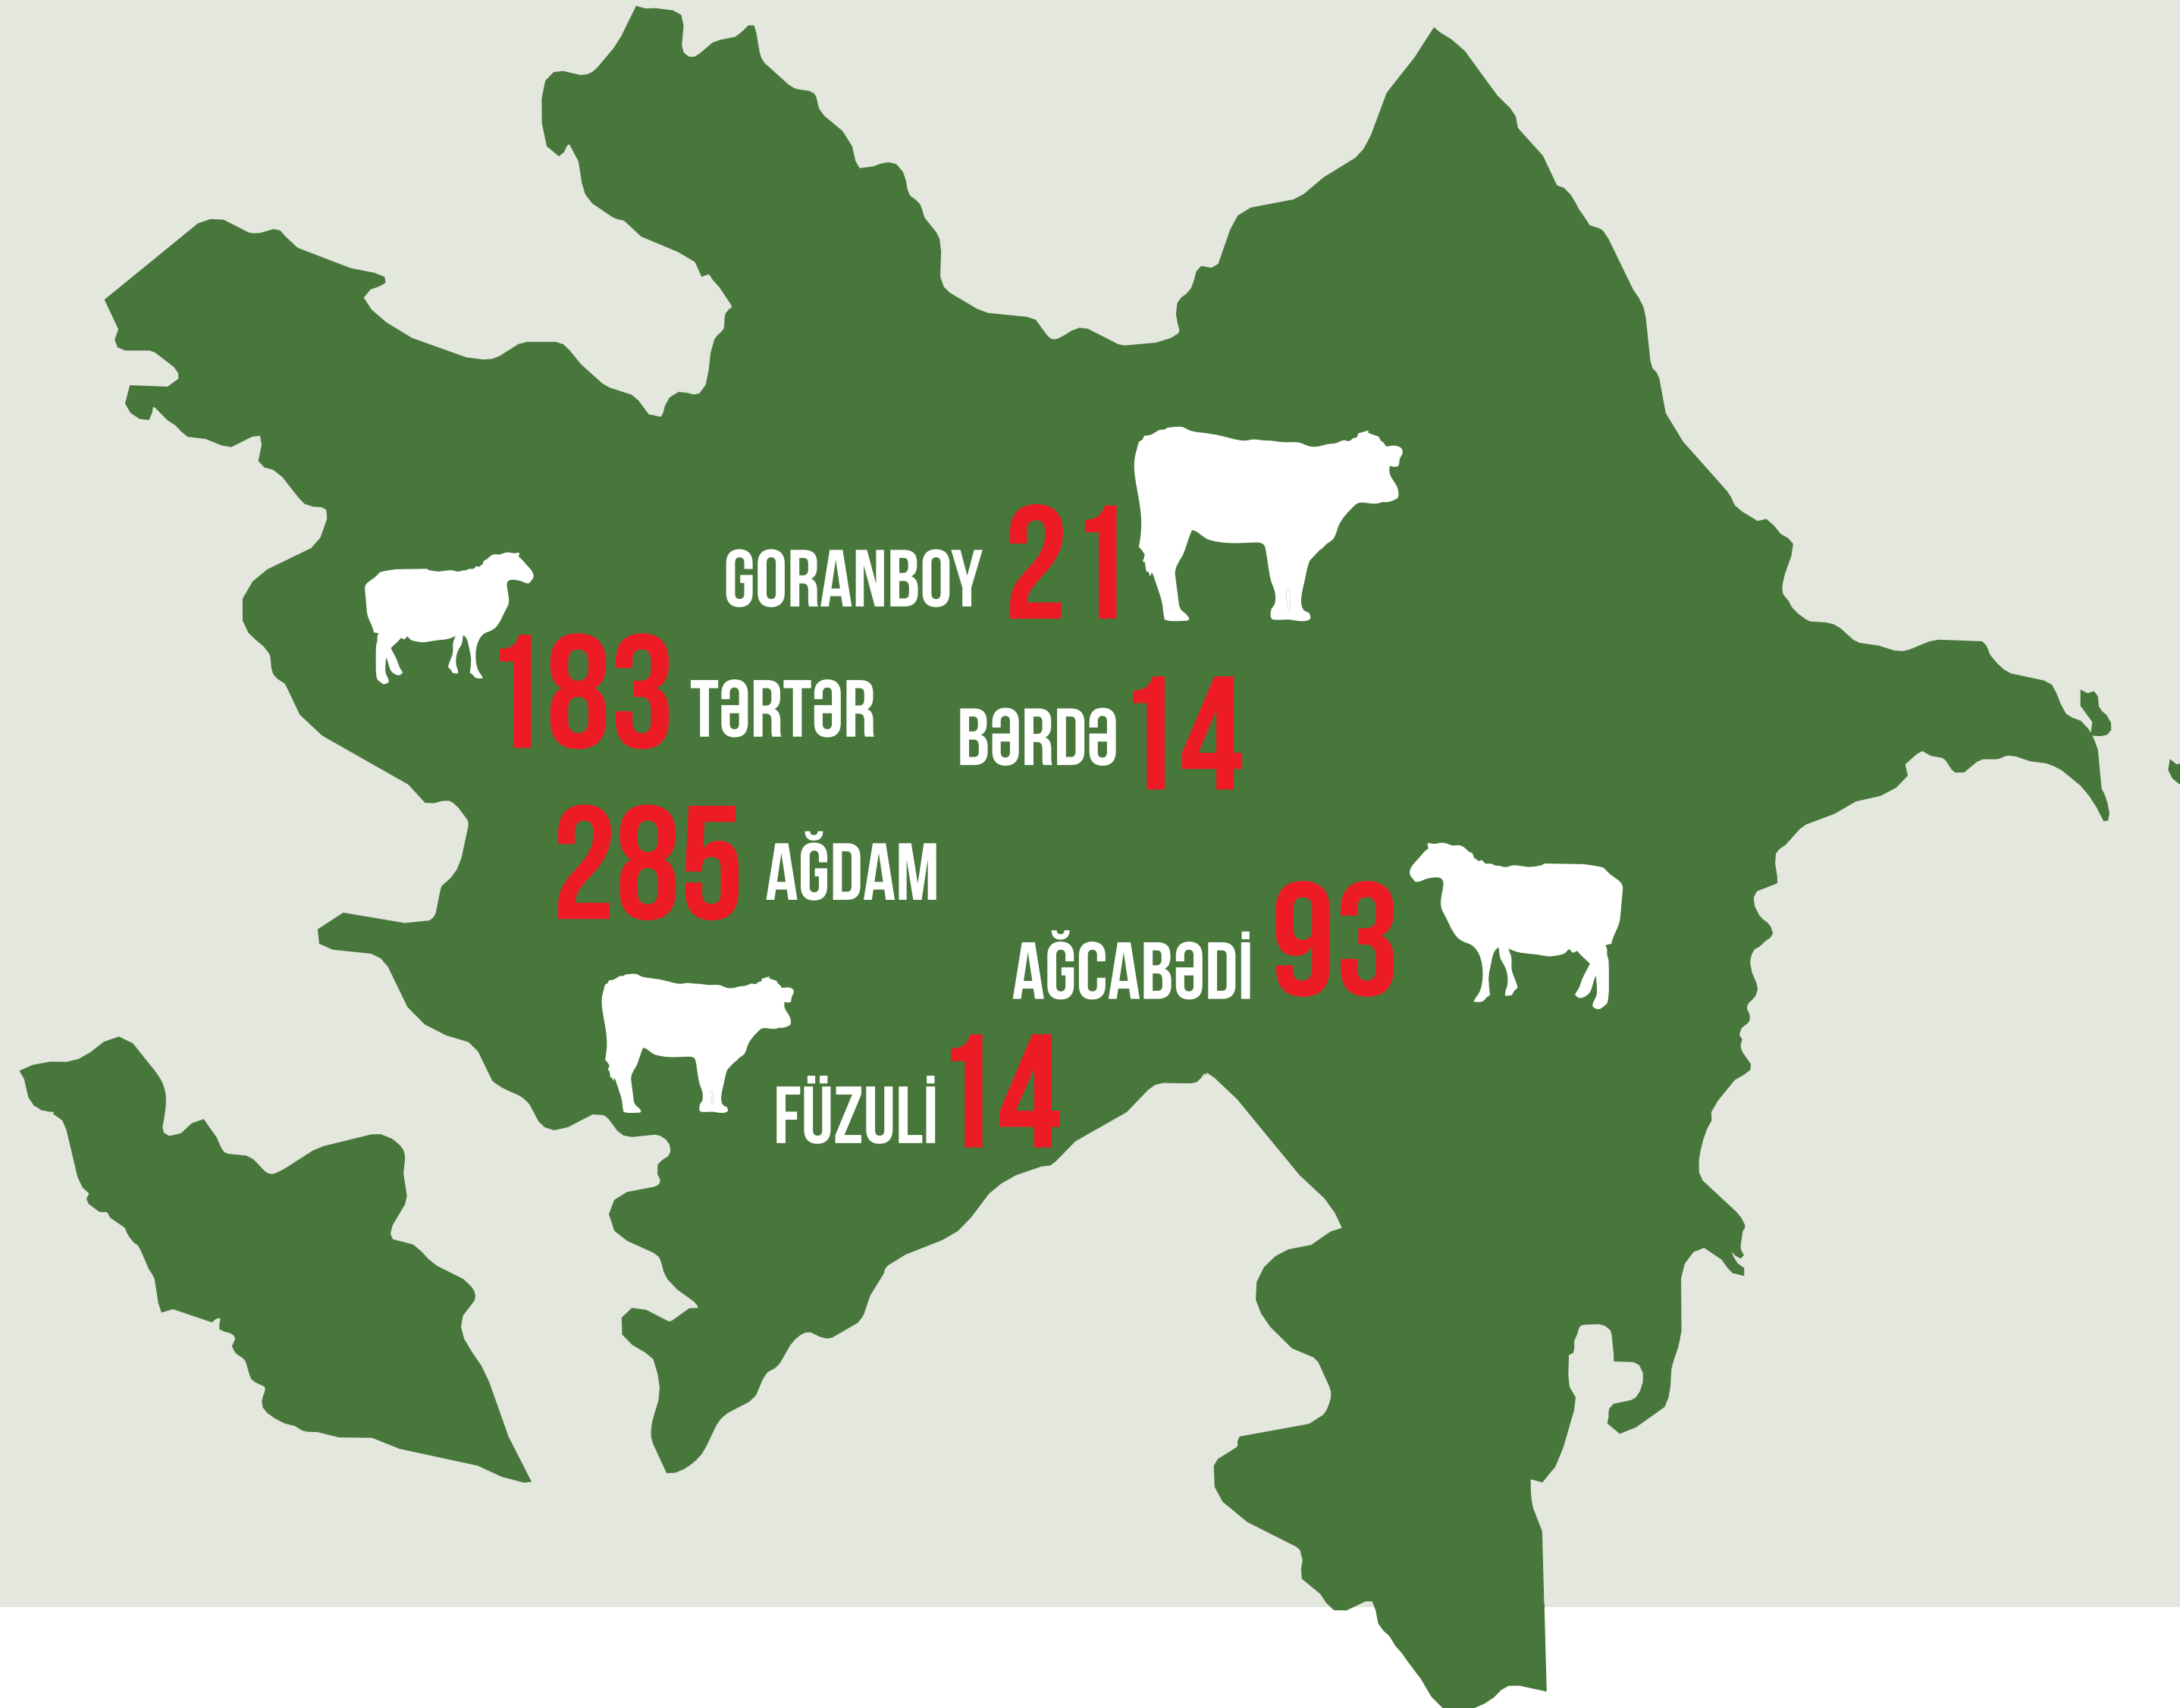 GORANBOY 21
183 TƏRTƏR
BƏRDƏ 14
285 AĞDAM
AĞCABƏDİ 93
FÜZULİ 14